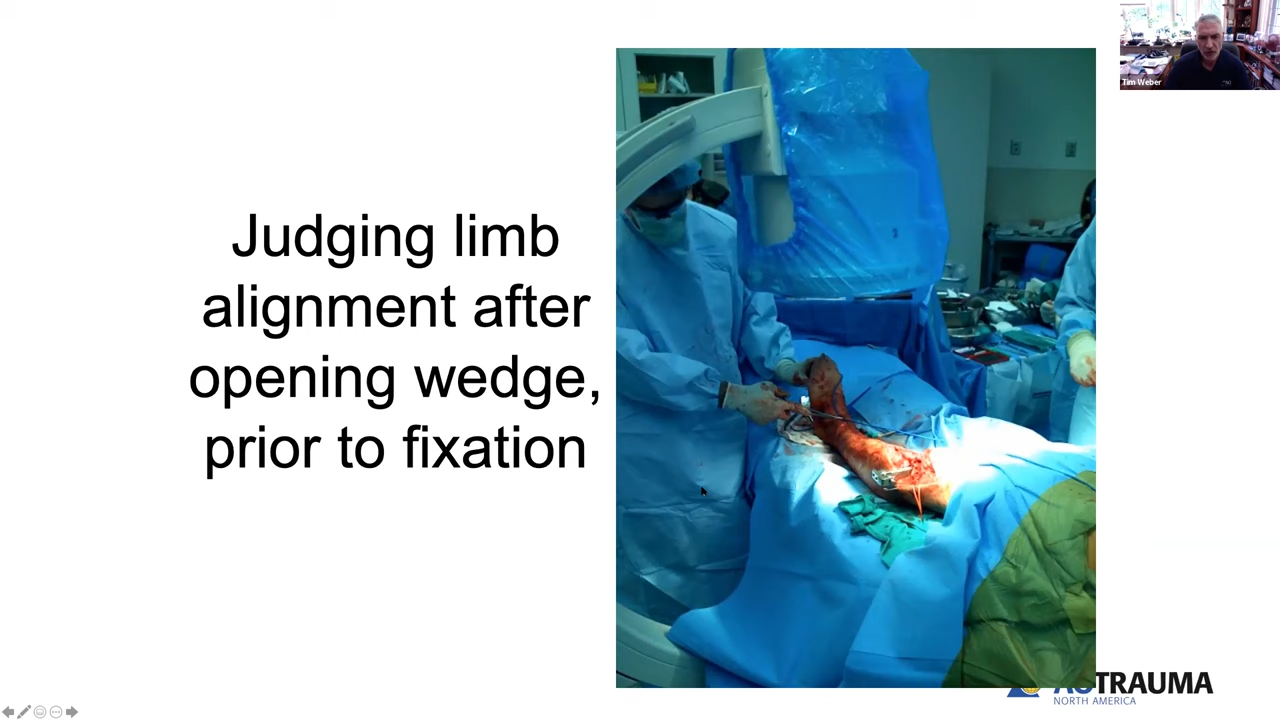 Judging limb
alignment after
opening wedge,
prior to fixation
Tim Weber
TRAUMA
NORTH AMERICA